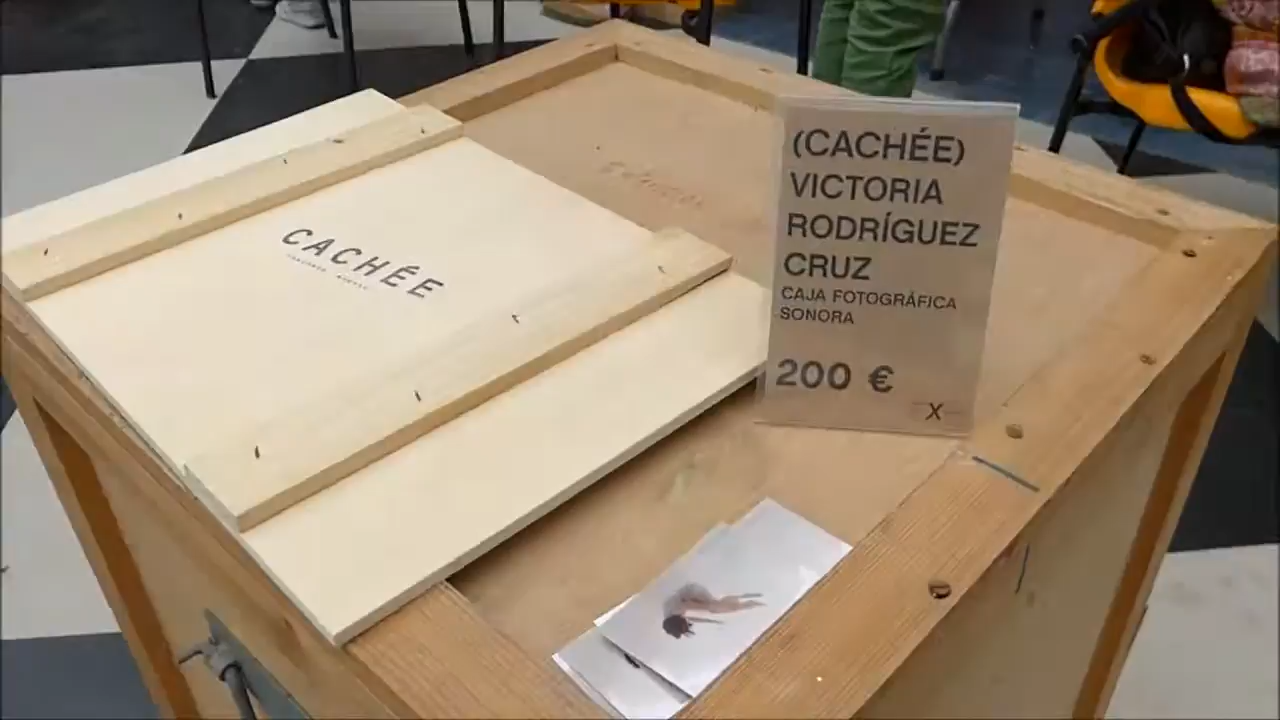 CACHÉE
(CACHÉE)
VICTORIA
RODRÍGUEZ
CRUZ
CAJA FOTOGRÁFICA
SONORA
200 €
X